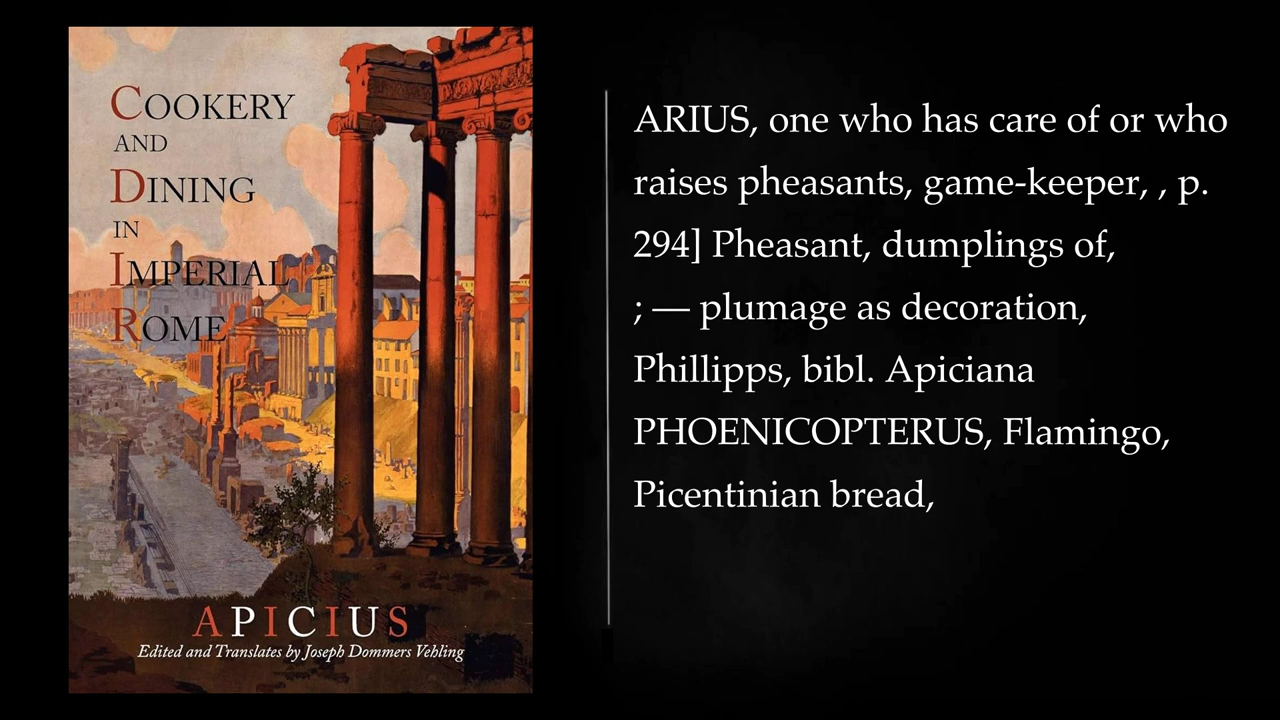 COOKERY
AND
DINING
IN
IMPERIAL
ROME
APICIUS
Edited and Translates by Joseph Dommers Vehling
ARIUS, one who has care of or who
raises pheasants, game-keeper, , p.
294] Pheasant, dumplings of,
; — plumage as decoration,
Phillipps, bibl. Apiciana
PHOENICOPTERUS, Flamingo,
Picentinian bread,